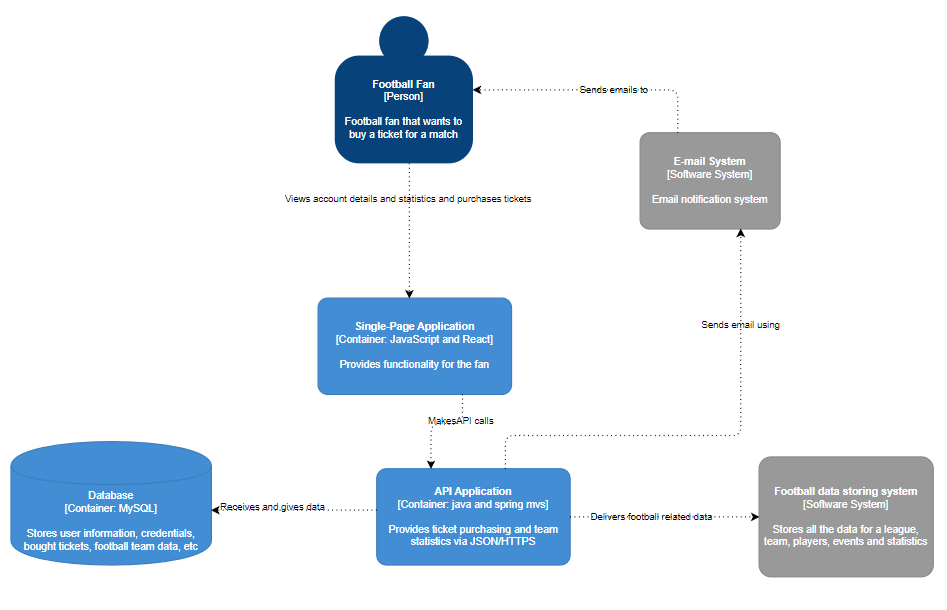 Football Fan
[Person]
Football fan that wants to
buy a ticket for a match
Sends emails to
E-mail System
[Software System]
Email notification system
Views account details and statistics and purchases tickets
Single-Page Application
[Container: JavaScript and React]
Provides functionality for the fan
Sends email using
MakesAPI calls
Database
[Container: MySQL]
Stores user information, credentials,
bought tickets, football team data, etc
Receives and gives data
API Application
[Container: java and spring mvs]
Provides ticket purchasing and team
statistics via JSON/HTTPS
Delivers football related data
Football data storing system
[Software System]
Stores all the data for a league,
team, players, events and statistics